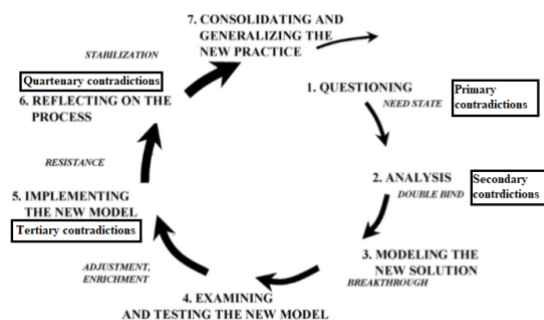 7. CONSOLIDATING AND
GENERALIZING THE
NEW PRACTICE
1. QUESTIONING
NEED STATE
Primary
contradictions
2. ANALYSIS
DOUBLE BIND
Secondary
contrdictions
3. MODELING THE
NEW SOLUTION
BREAKTHROUGH
4. EXAMINING
AND TESTING THE NEW MODEL
ADJUSTMENT,
ENRICHMENT
5. IMPLEMENTING
THE NEW MODEL
Tertiary contradictions
RESISTANCE
Quartenary contradictions
6. REFLECTING ON THE
PROCESS
STABILIZATION